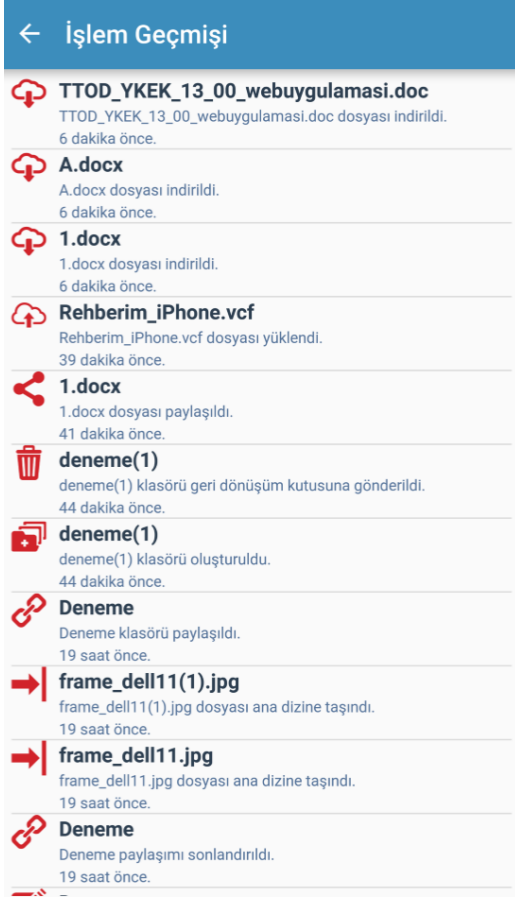 İşlem Geçmişi
TTOD_YKEK_13_00_webuygulamasi.doc
TTOD_YKEK_13_00_webuygulamasi.doc dosyası indirildi.
6 dakika önce.
A.docx
A.docx dosyası indirildi.
6 dakika önce.
1.docx
1.docx dosyası indirildi.
6 dakika önce.
Rehberim_iPhone.vcf
Rehberim_iPhone.vcf dosyası yüklendi.
39 dakika önce.
1.docx
1.docx dosyası paylaşıldı.
41 dakika önce.
deneme(1)
deneme(1) klasörü geri dönüşüm kutusuna gönderildi.
44 dakika önce.
deneme(1)
deneme(1) klasörü oluşturuldu.
44 dakika önce.
Deneme
Deneme klasörü paylaşıldı.
19 saat önce.
frame_dell11(1).jpg
frame_dell11(1).jpg dosyası ana dizine taşındı.
19 saat önce.
frame_dell11.jpg
frame_dell11.jpg dosyası ana dizine taşındı.
19 saat önce.
Deneme
Deneme paylaşımı sonlandırıldı.
19 saat önce.